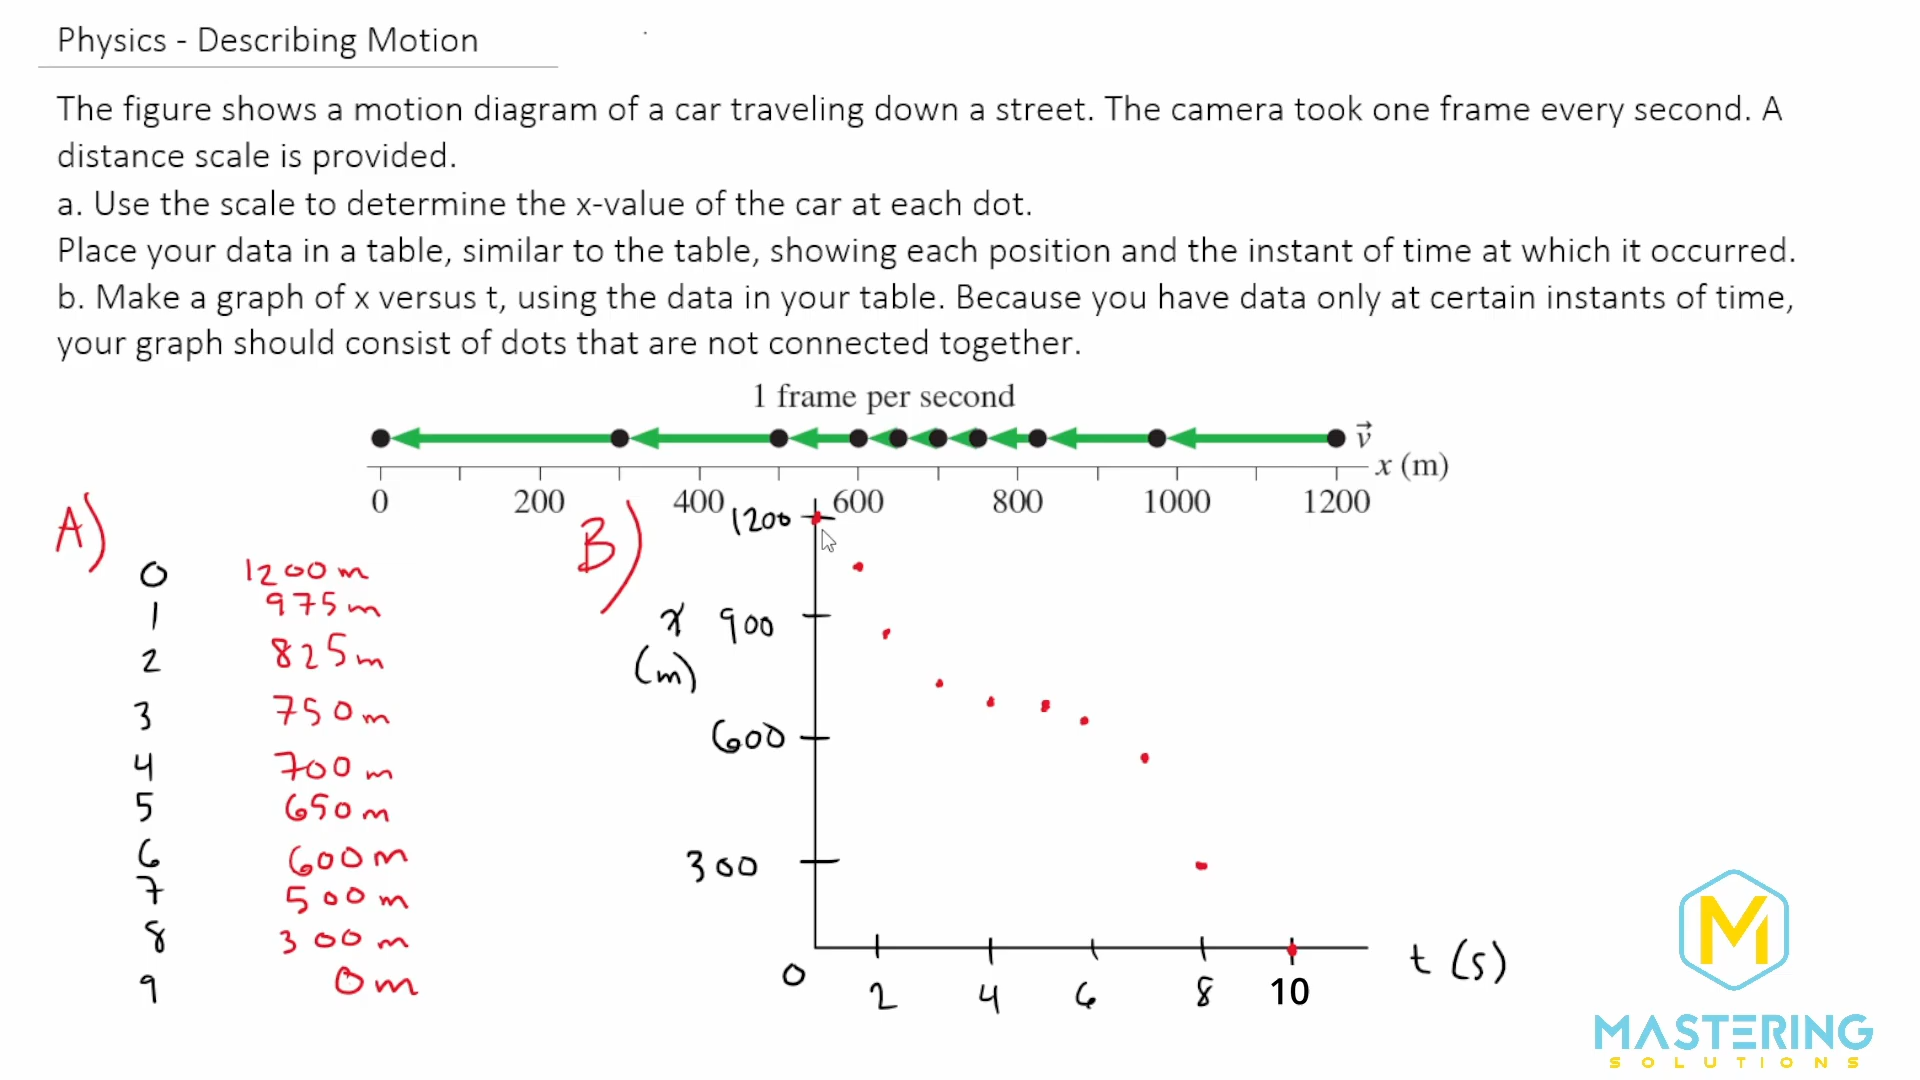 Physics - Describing Motion
The figure shows a motion diagram of a car traveling down a street. The camera took one frame every second. A
distance scale is provided.
a. Use the scale to determine the x-value of the car at each dot.
Place your data in a table, similar to the table, showing each position and the instant of time at which it occurred.
b. Make a graph of x versus t, using the data in your table. Because you have data only at certain instants of time,
your graph should consist of dots that are not connected together.
1 frame per second
v⃗
x (m)
0 200 400 600 800 1000 1200
A)
0 1200 m
1 975 m
2 825 m
3 750 m
4 700 m
5 650 m
6 600 m
7 500 m
8 300 m
9 0 m
B)
1200
x 900
(m)
600
300
0 2 4 6 8 10 t (s)
M
MASTERING
SOLUTIONS